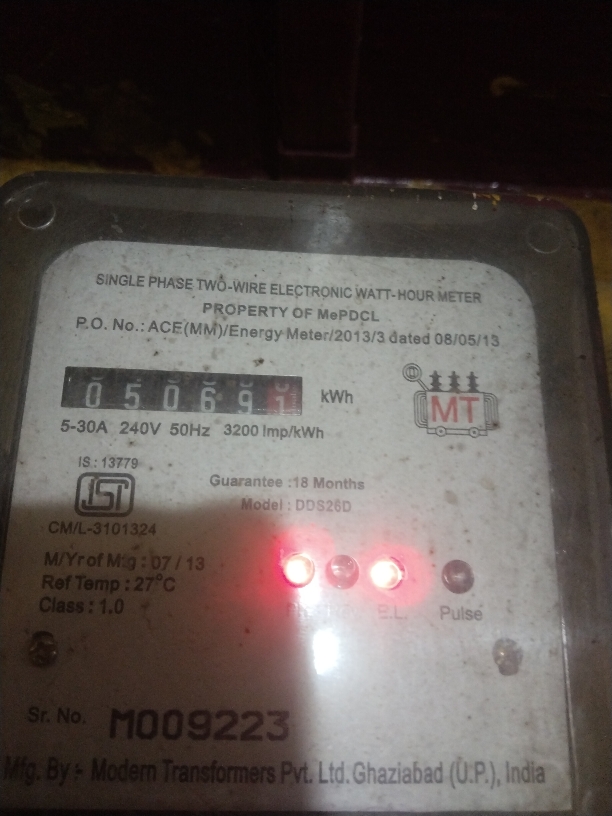 SINGLE PHASE TWO-WIRE ELECTRONIC WATT-HOUR METER
PROPERTY OF MePDCL
P.O. No.: ACE(MM)/Energy Meter/2013/3 dated 08/05/13
050691 kWh
MT
5-30A 240V 50Hz 3200 Imp/kWh
IS : 13779
ISI
CM/L-3101324
Guarantee :18 Months
Model : DDS26D
M/Yr of Mfg : 07 / 13
Ref Temp : 27°C
Class : 1.0
E.L. Pulse
Sr. No. M009223
Mfg. By :- Modern Transformers Pvt. Ltd. Ghaziabad (U.P.), India